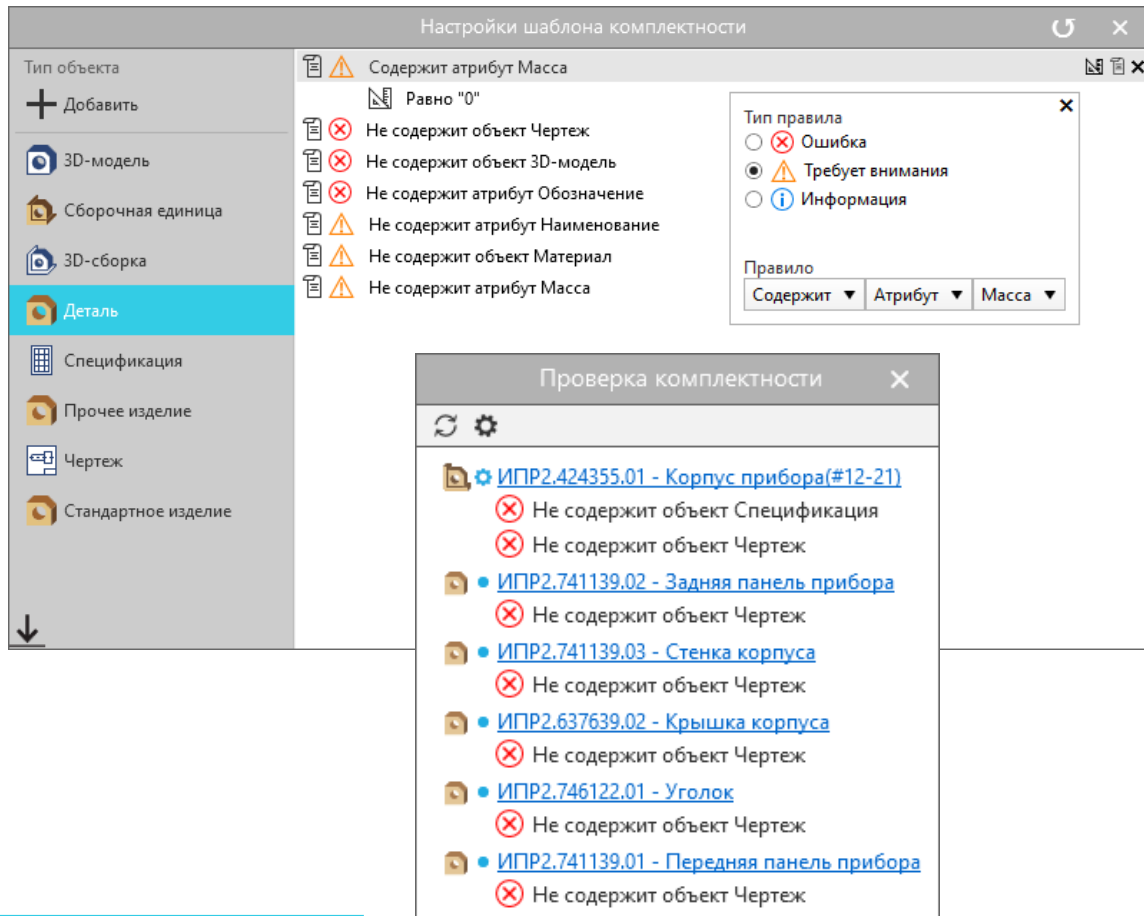 Настройки шаблона комплектности
Тип объекта
Добавить
3D-модель
Сборочная единица
3D-сборка
Деталь
Спецификация
Прочее изделие
Чертеж
Стандартное изделие
Содержит атрибут Масса
Равно "0"
Не содержит объект Чертеж
Не содержит объект 3D-модель
Не содержит атрибут Обозначение
Не содержит атрибут Наименование
Не содержит объект Материал
Не содержит атрибут Масса
Тип правила
Ошибка
Требует внимания
Информация
Правило
Содержит Атрибут Масса
Проверка комплектности
ИПР2.424355.01 - Корпус прибора(#12-21)
Не содержит объект Спецификация
Не содержит объект Чертеж
ИПР2.741139.02 - Задняя панель прибора
Не содержит объект Чертеж
ИПР2.741139.03 - Стенка корпуса
Не содержит объект Чертеж
ИПР2.637639.02 - Крышка корпуса
Не содержит объект Чертеж
ИПР2.746122.01 - Уголок
Не содержит объект Чертеж
ИПР2.741139.01 - Передняя панель прибора
Не содержит объект Чертеж